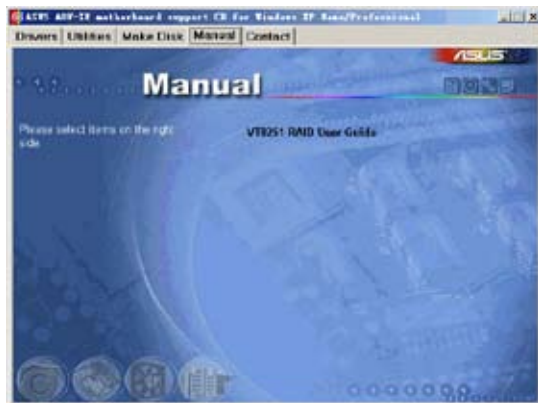 ASUS A8V-VM motherboard support CD for Windows XP Home/Professional
Drivers Utilities Make Disk Manual Contact
ASUS
Manual
Please select items on the right
side
VT8251 RAID User Guide